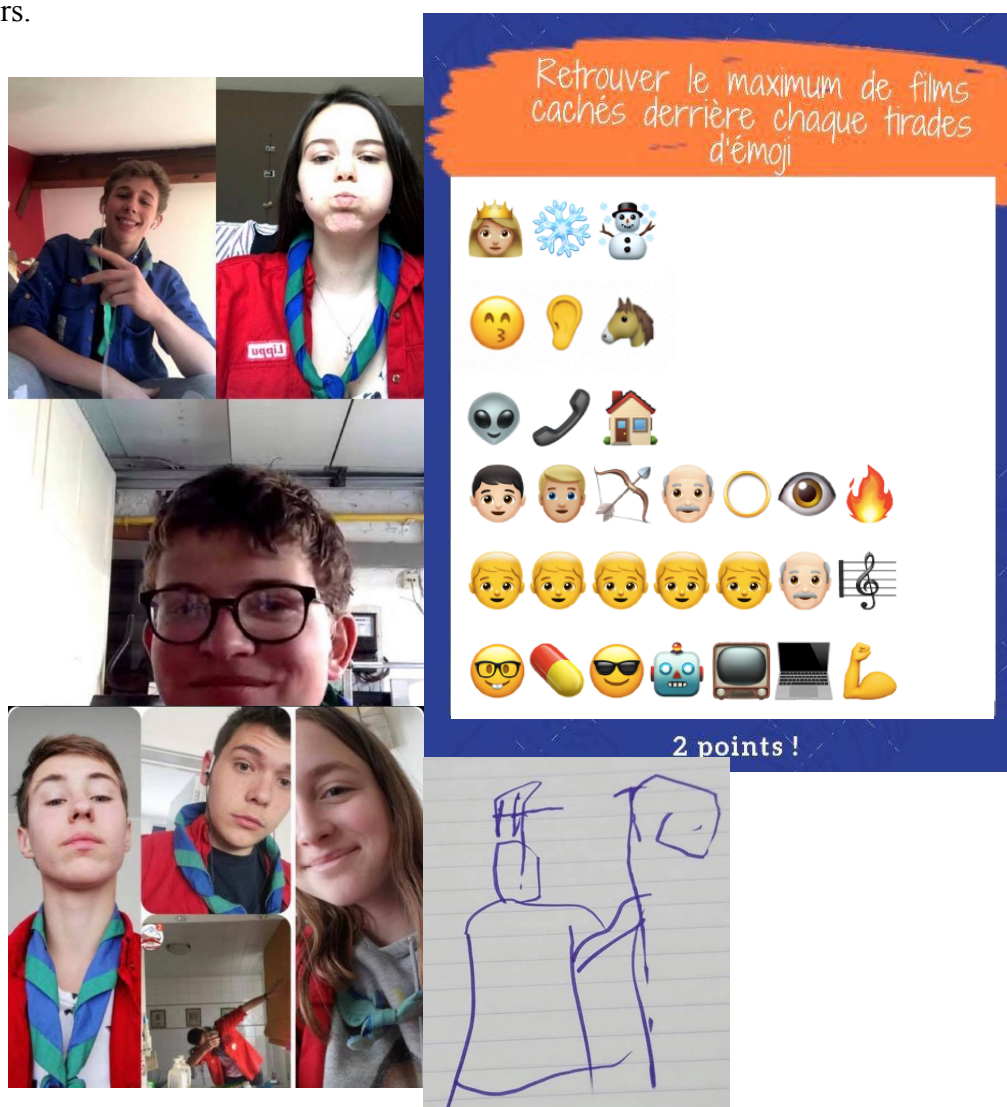 rs.
Retrouver le maximum de films
cachés derrière chaque tirades
d'émoji
Lippu
2 points !